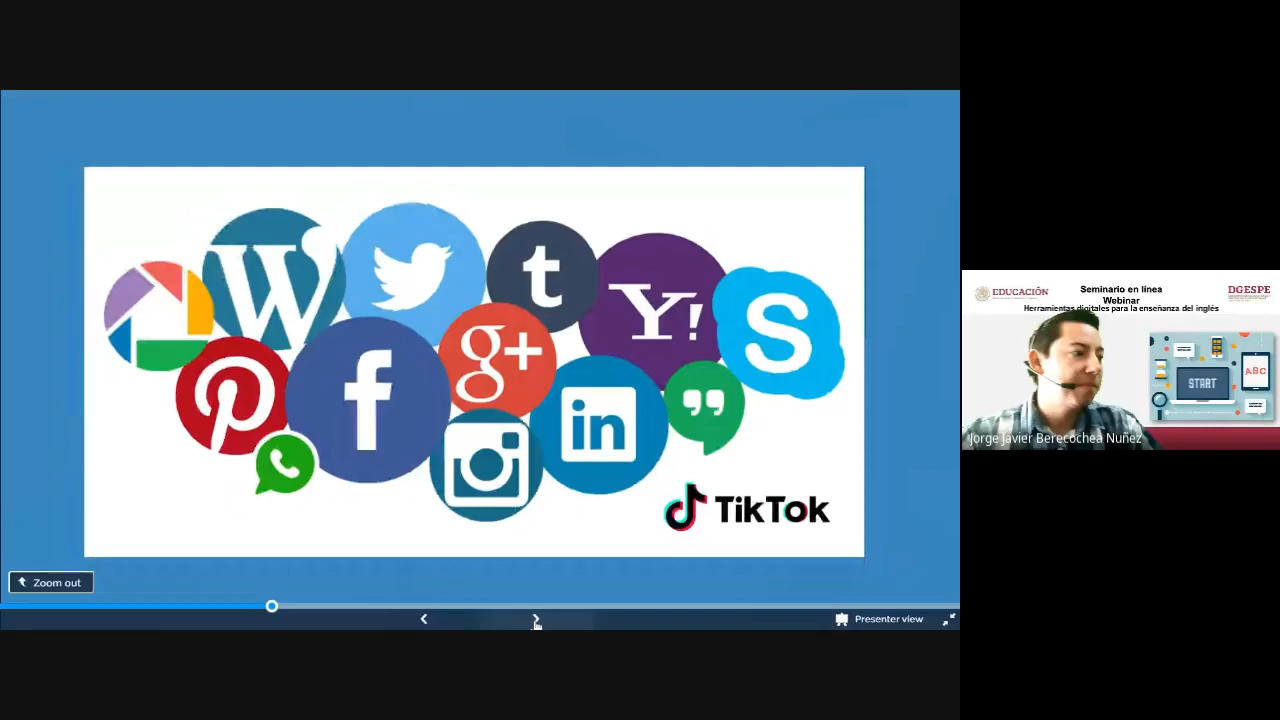 W
t
Y!
S
g+
f
in
TikTok
Zoom out
Presenter view
EDUCACIÓN
Seminario en línea
Webinar
DGESPE
Herramientas digitales para la enseñanza del inglés
START
ABC
Jorge Javier Berecochea Nuñez